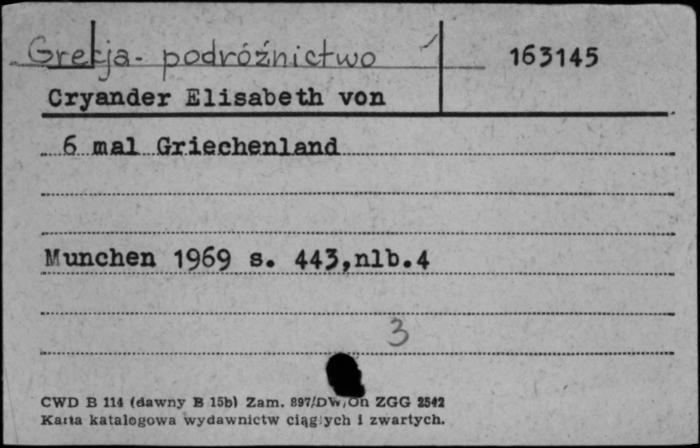 Grecja - podróżnictwo
163145
Cryander Elisabeth von
6 mal Griechenland
Munchen 1969 s. 443,nlb.4
3
CWD B 114 (dawny B 15b) Zam. 897/DW/On ZGG 2542
Karta katalogowa wydawnictw ciągłych i zwartych.